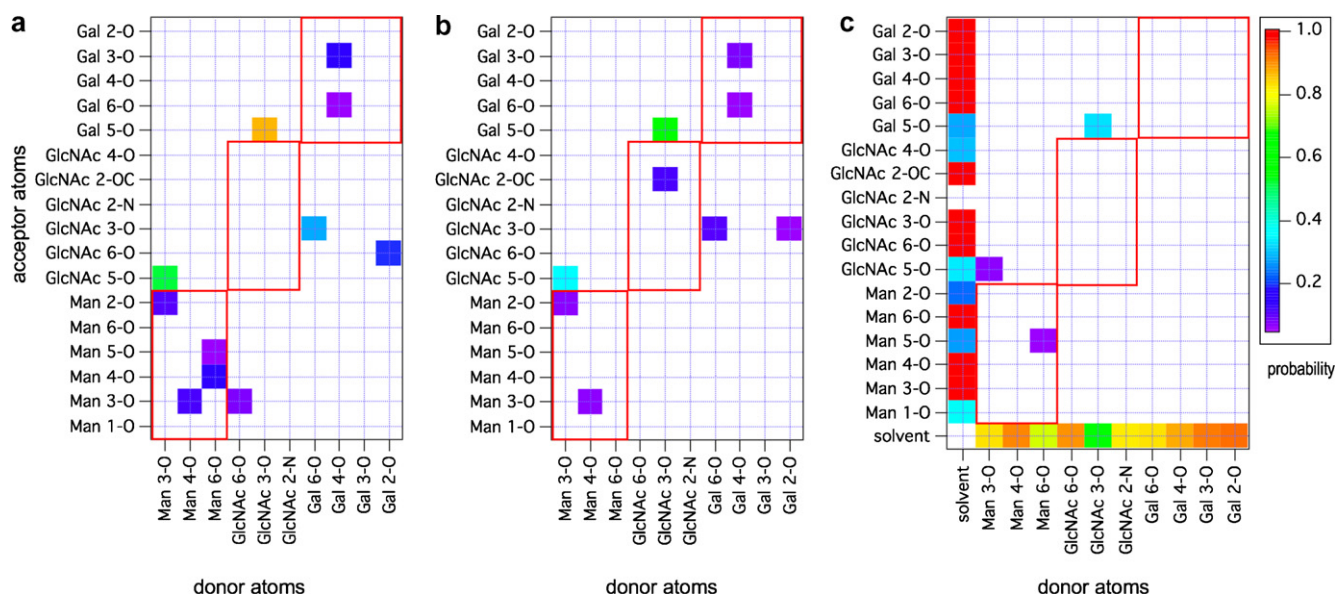 a
acceptor atoms
Gal 2-O
Gal 3-O
Gal 4-O
Gal 6-O
Gal 5-O
GlcNAc 4-O
GlcNAc 2-OC
GlcNAc 2-N
GlcNAc 3-O
GlcNAc 6-O
GlcNAc 5-O
Man 2-O
Man 6-O
Man 5-O
Man 4-O
Man 3-O
Man 1-O
Man 3-O
Man 4-O
Man 6-O
GlcNAc 6-O
GlcNAc 3-O
GlcNAc 2-N
Gal 6-O
Gal 4-O
Gal 3-O
Gal 2-O
donor atoms
b
Gal 2-O
Gal 3-O
Gal 4-O
Gal 6-O
Gal 5-O
GlcNAc 4-O
GlcNAc 2-OC
GlcNAc 2-N
GlcNAc 3-O
GlcNAc 6-O
GlcNAc 5-O
Man 2-O
Man 6-O
Man 5-O
Man 4-O
Man 3-O
Man 1-O
Man 3-O
Man 4-O
Man 6-O
GlcNAc 6-O
GlcNAc 3-O
GlcNAc 2-N
Gal 6-O
Gal 4-O
Gal 3-O
Gal 2-O
donor atoms
c
Gal 2-O
Gal 3-O
Gal 4-O
Gal 6-O
Gal 5-O
GlcNAc 4-O
GlcNAc 2-OC
GlcNAc 2-N
GlcNAc 3-O
GlcNAc 6-O
GlcNAc 5-O
Man 2-O
Man 6-O
Man 5-O
Man 4-O
Man 3-O
Man 1-O
solvent
solvent
Man 3-O
Man 4-O
Man 6-O
GlcNAc 6-O
GlcNAc 3-O
GlcNAc 2-N
Gal 6-O
Gal 4-O
Gal 3-O
Gal 2-O
donor atoms
1.0
0.8
0.6
0.4
0.2
probability